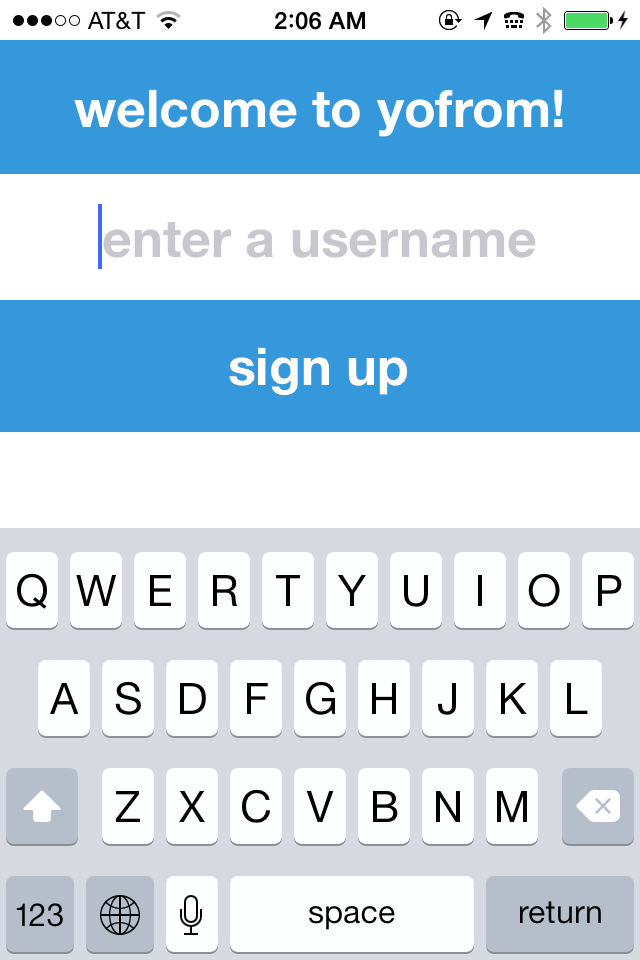 AT&T 2:06 AM
welcome to yofrom!
enter a username
sign up
Q W E R T Y U I O P
A S D F G H J K L
Z X C V B N M
123 space return